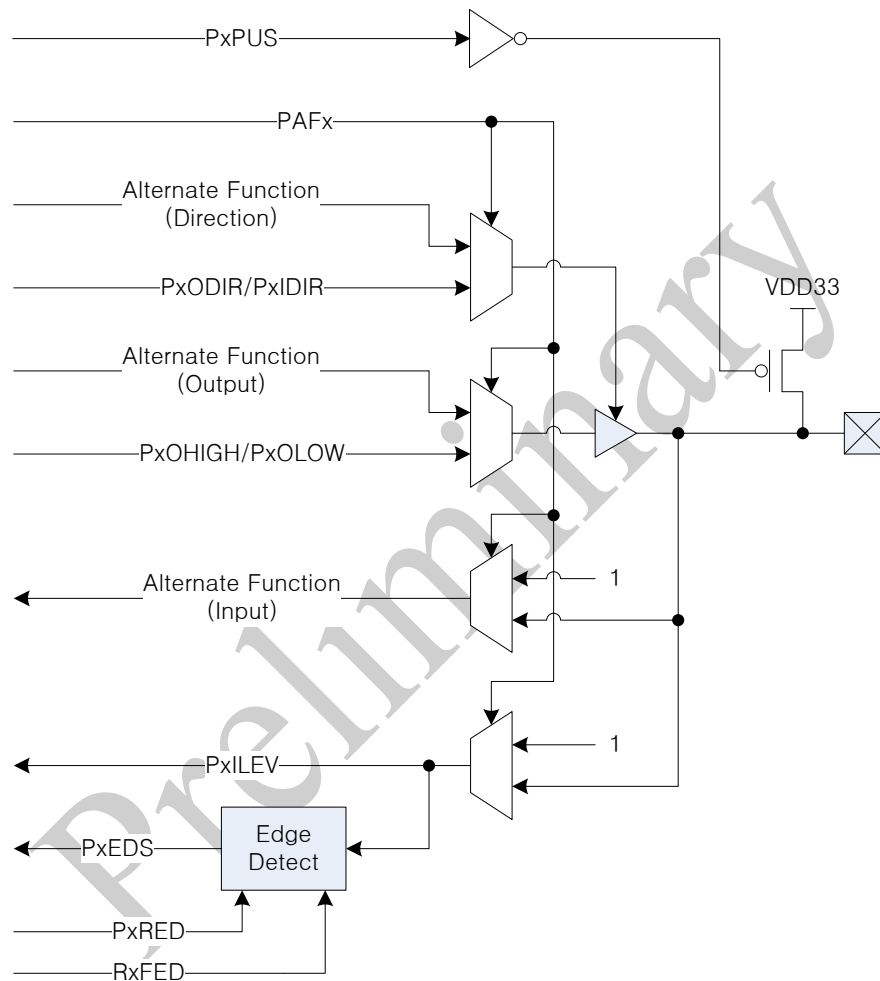 PxPUS
PAFx
Alternate Function
(Direction)
PxODIR/PxIDIR
VDD33
Alternate Function
(Output)
PxOHIGH/PxOLOW
1
Alternate Function
(Input)
1
PxILEV
Edge
Detect
PxEDS
PxRED
RxFED
Preliminary